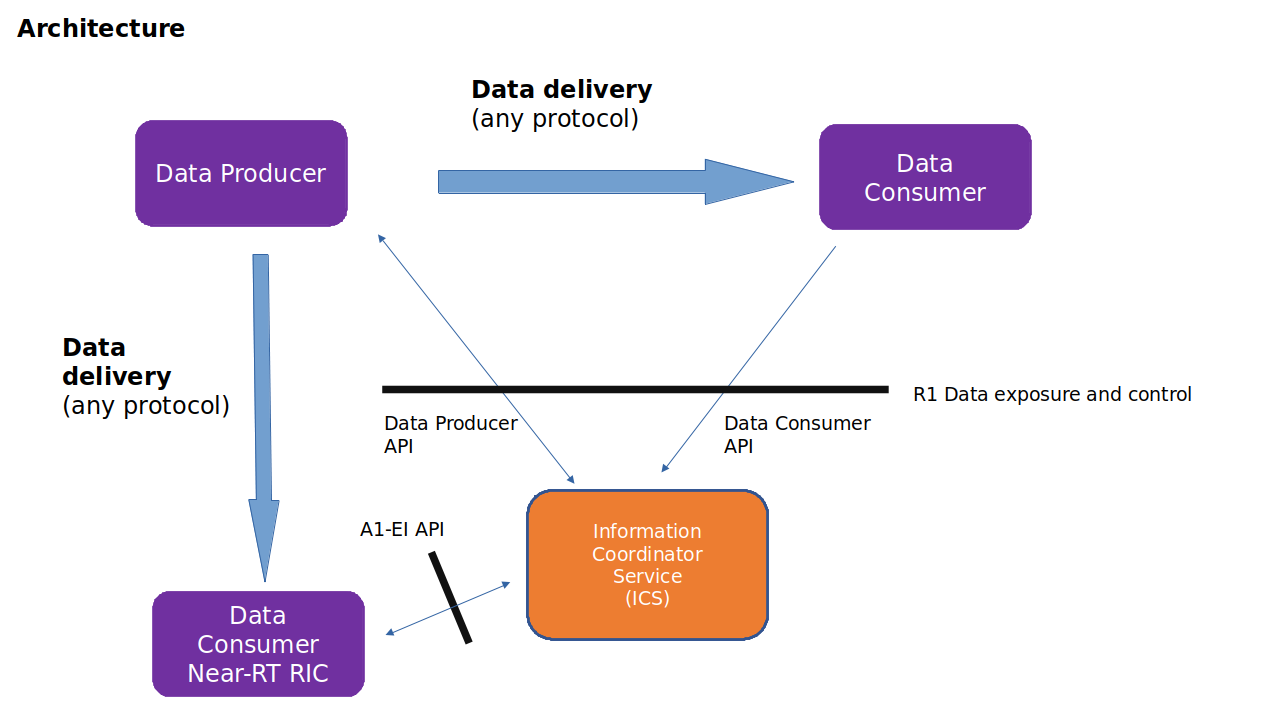 Architecture
Data delivery
(any protocol)
Data Producer
Data
Consumer
Data
delivery
(any protocol)
R1 Data exposure and control
Data Producer
API
Data Consumer
API
A1-EI API
Information
Coordinator
Service
(ICS)
Data
Consumer
Near-RT RIC